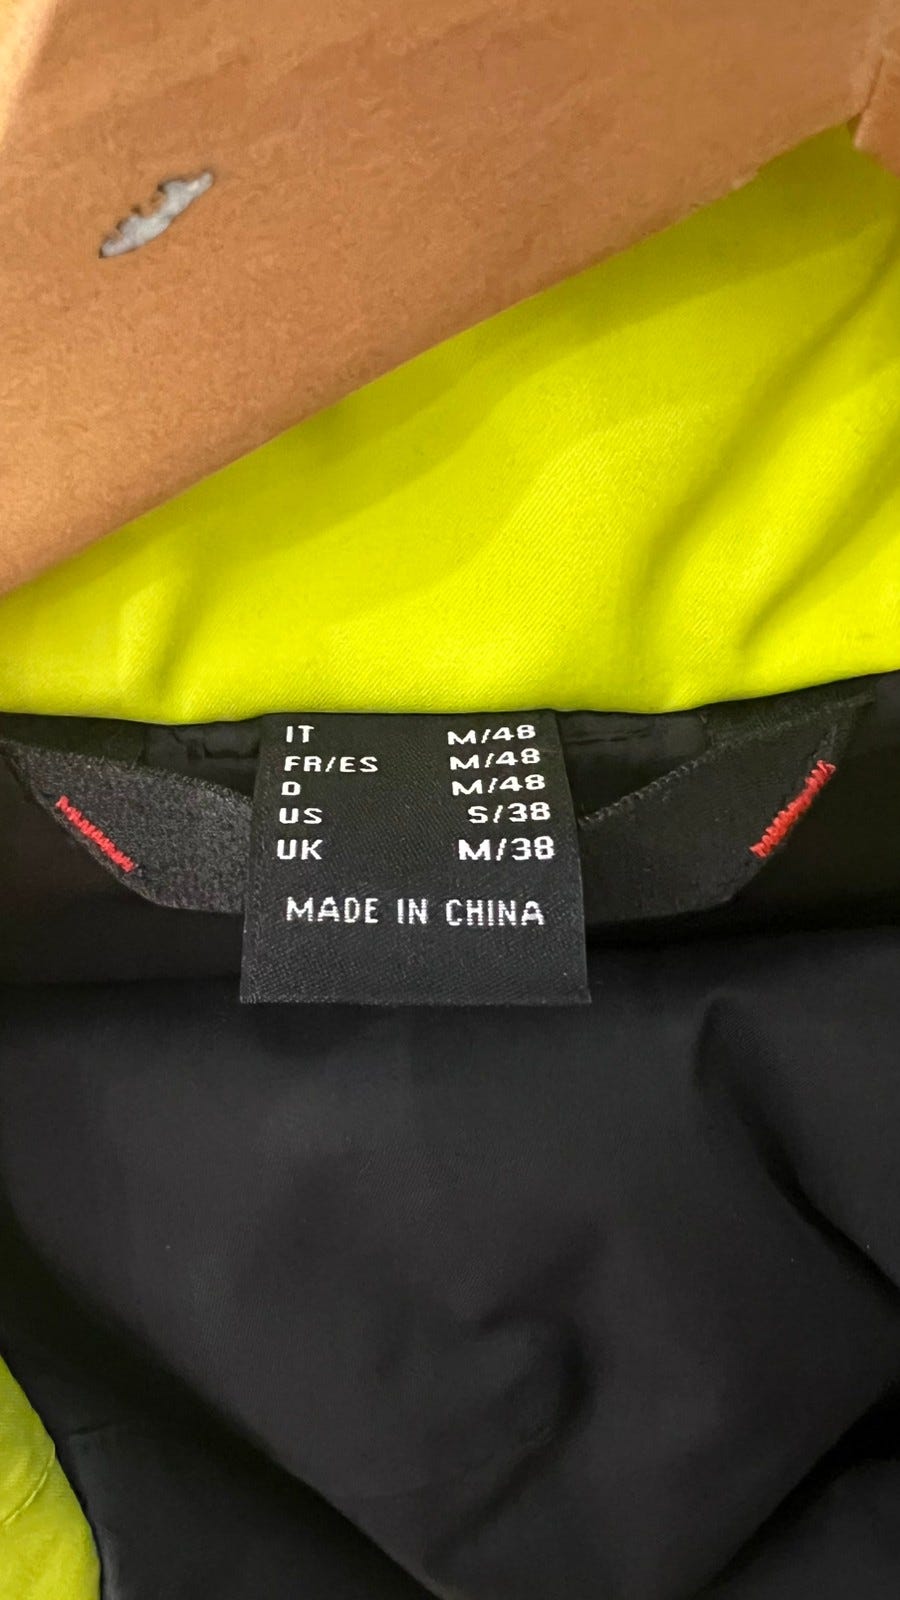 IT M/48
FR/ES M/48
D M/48
US S/38
UK M/38
MADE IN CHINA